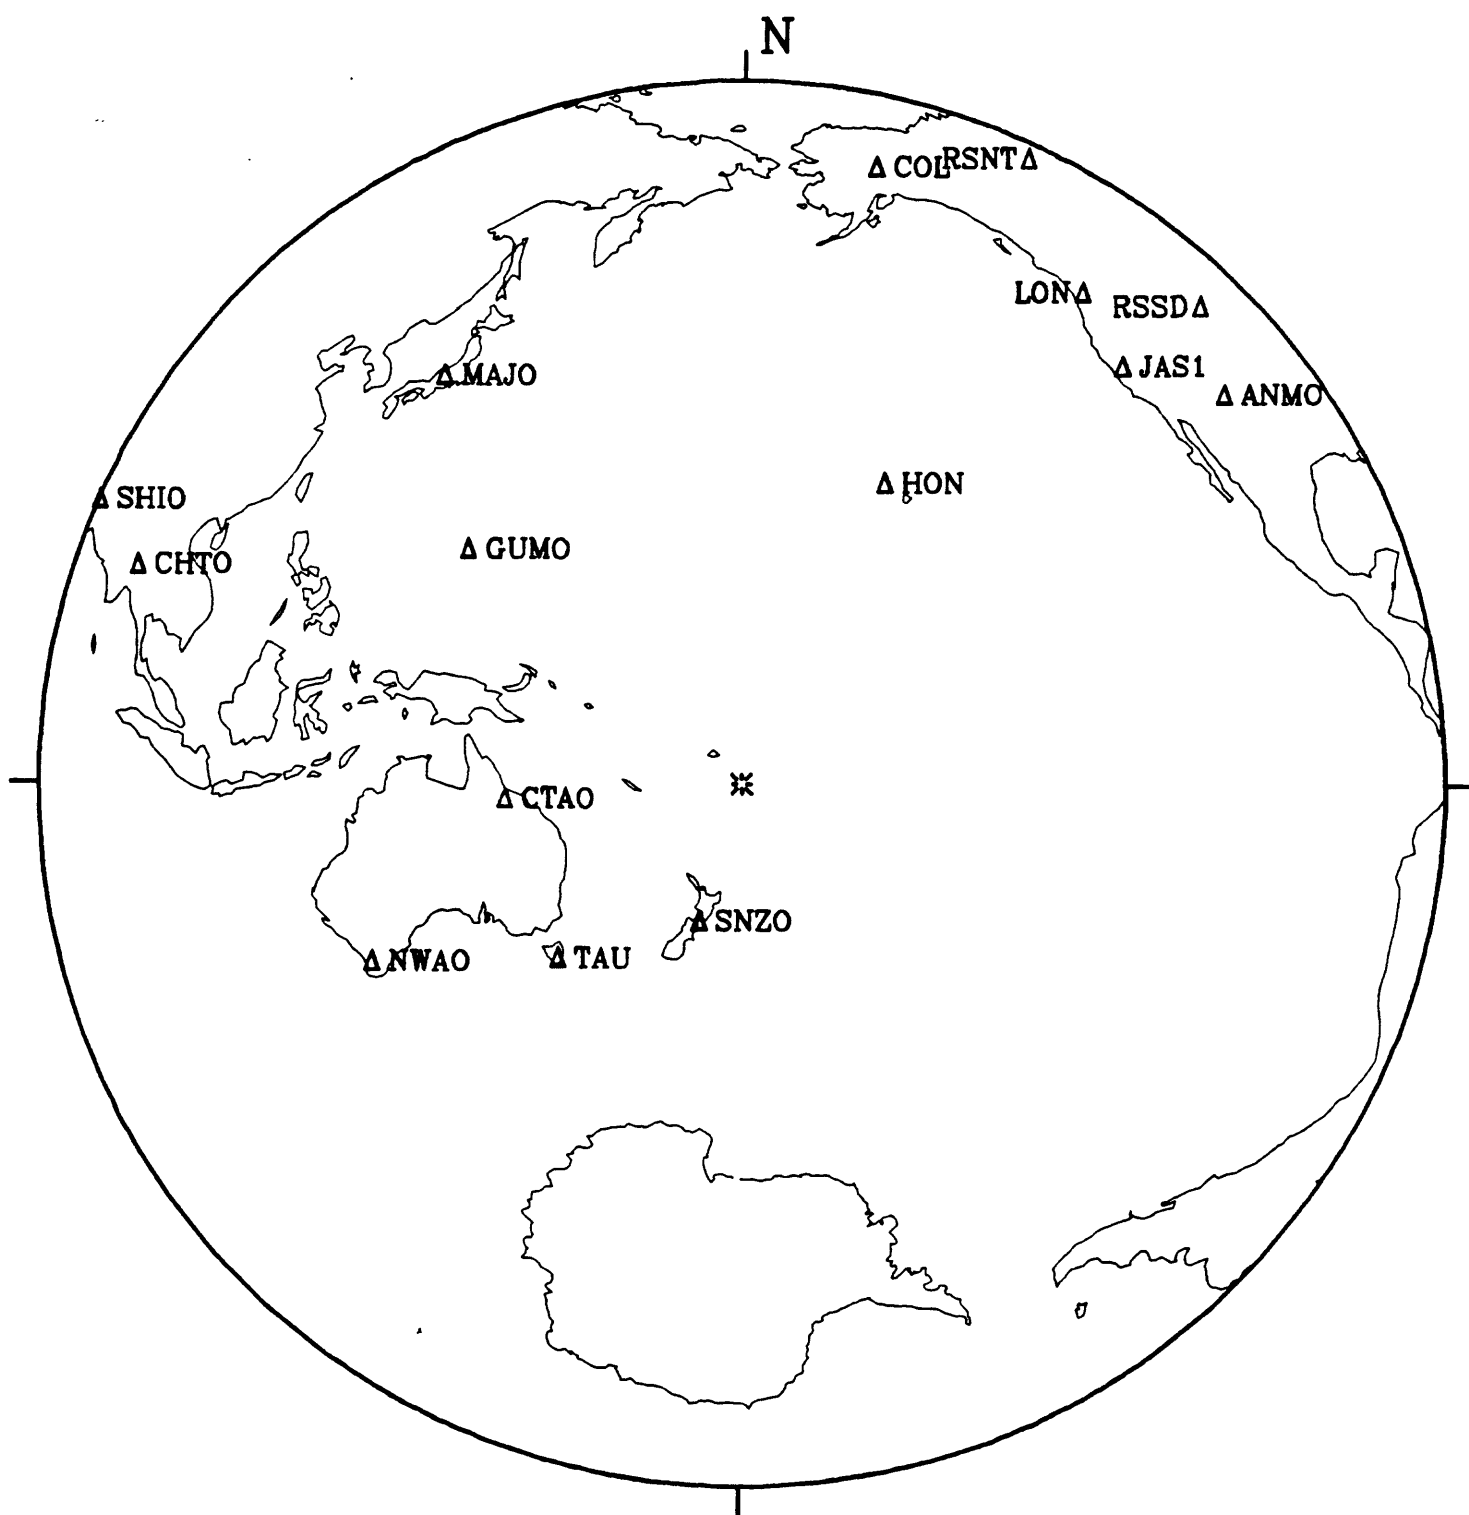 N
COL
RSNT
LON
RSSD
JAS1
MAJO
ANMO
HON
SHIO
GUMO
CHTO
CTAO
SNZO
NWAO
TAU